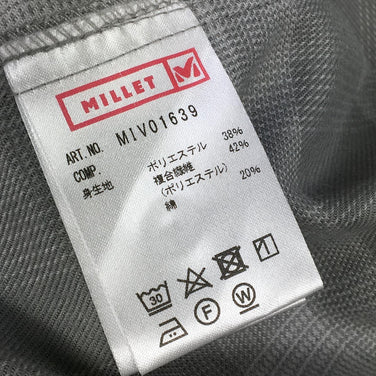 MILLET
ART.NO. MIV01639
COMP.
身生地 ポリエステル 38%
複合繊維 42%
(ポリエステル)
綿 20%
30
F W